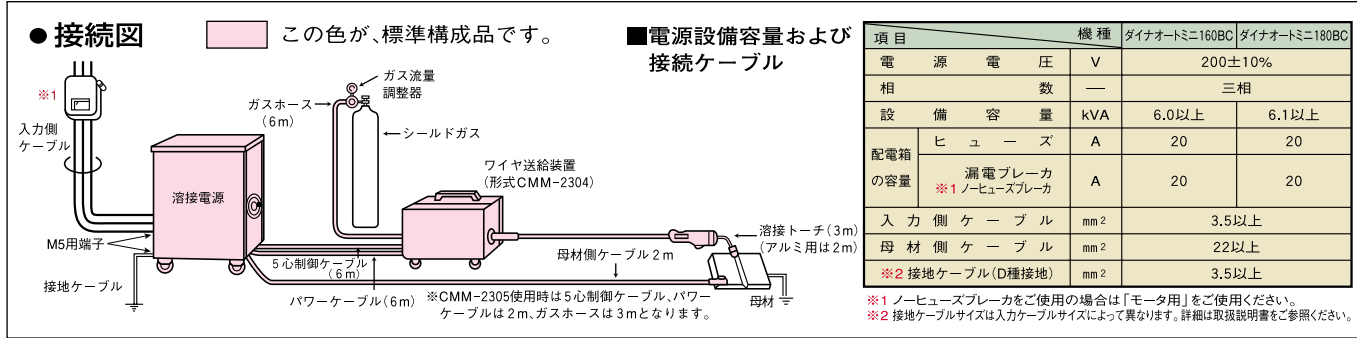 ●接続図
この色が、標準構成品です。
※1
入力側
ケーブル
溶接電源
M5用端子
接地ケーブル
ガス流量
調整器
ガスホース
(6m)
シールドガス
ワイヤ送給装置
(形式CMM-2304)
5心制御ケーブル
(6m)
パワーケーブル(6m)
母材側ケーブル2m
溶接トーチ(3m)
(アルミ用は2m)
母材
※CMM-2305使用時は5心制御ケーブル、パワー
ケーブルは2m、ガスホースは3mとなります。
■電源設備容量および
接続ケーブル
項目 機種 ダイナオートミニ160BC ダイナオートミニ180BC
電源電圧 V 200±10%
相数 — 三相
設備容量 kVA 6.0以上 6.1以上
配電箱の容量 ヒューズ A 20 20
漏電ブレーカ
※1 ノーヒューズブレーカ A 20 20
入力側ケーブル mm2 3.5以上
母材側ケーブル mm2 22以上
※2 接地ケーブル(D種接地) mm2 3.5以上
※1 ノーヒューズブレーカをご使用の場合は「モータ用」をご使用ください。
※2 接地ケーブルサイズは入力ケーブルサイズによって異なります。詳細は取扱説明書をご参照ください。